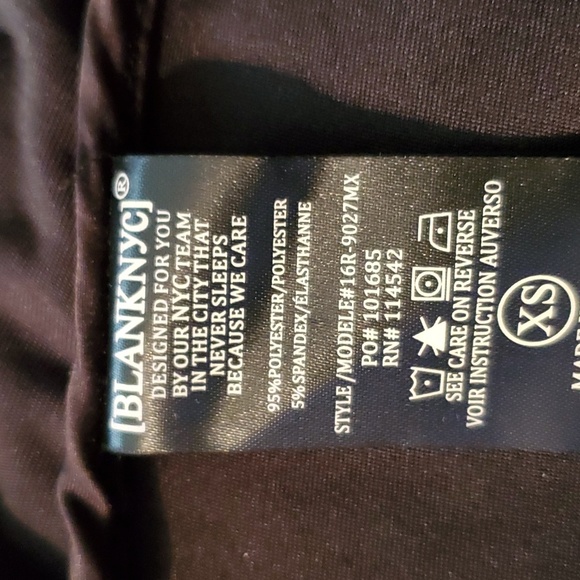 [BLANKNYC]®
DESIGNED FOR YOU
BY OUR NYC TEAM
IN THE CITY THAT
NEVER SLEEPS
BECAUSE WE CARE
95%POLYESTER/POLYESTER
5%SPANDEX/ÉLASTHANNE
STYLE/MODELE#16R-9027MX
PO# 101685
RN# 114542
SEE CARE ON REVERSE
VOIR INSTRUCTION AUVERSO
XS